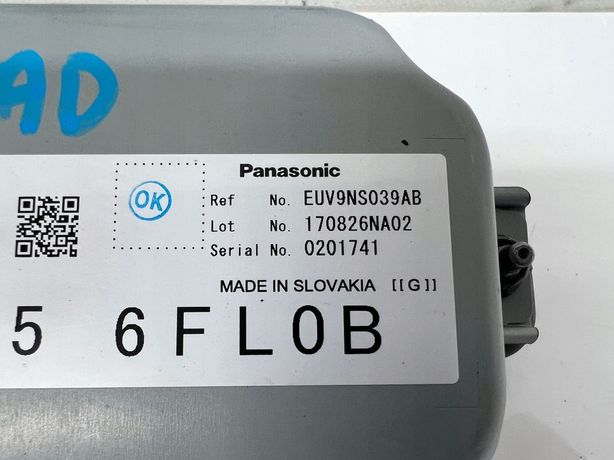 AD
OK
Panasonic
Ref No. EUV9NS039AB
Lot No. 170826NA02
Serial No. 0201741
MADE IN SLOVAKIA [[G]]
5 6FL0B